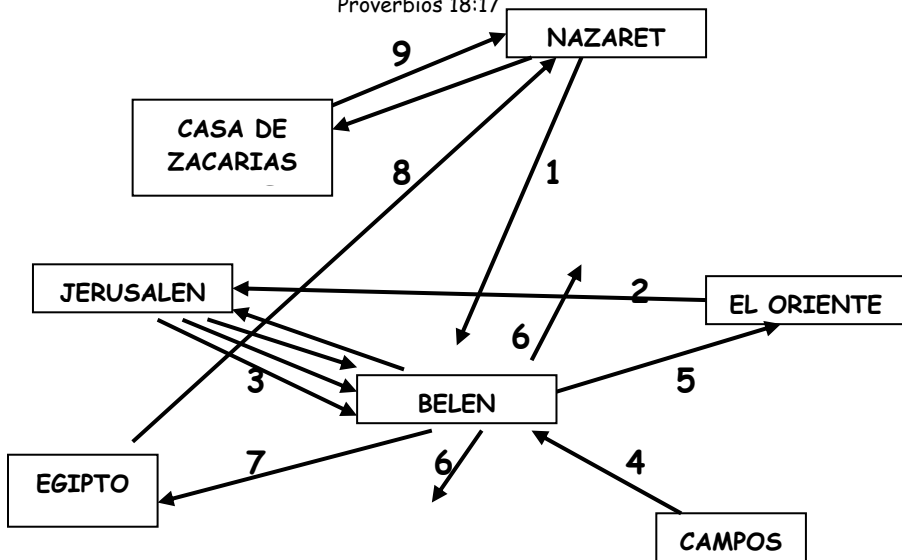 Proverbios 18:17
NAZARET
9
CASA DE
ZACARIAS
8
1
JERUSALEN
2
EL ORIENTE
6
3
5
BELEN
7
6
4
EGIPTO
CAMPOS